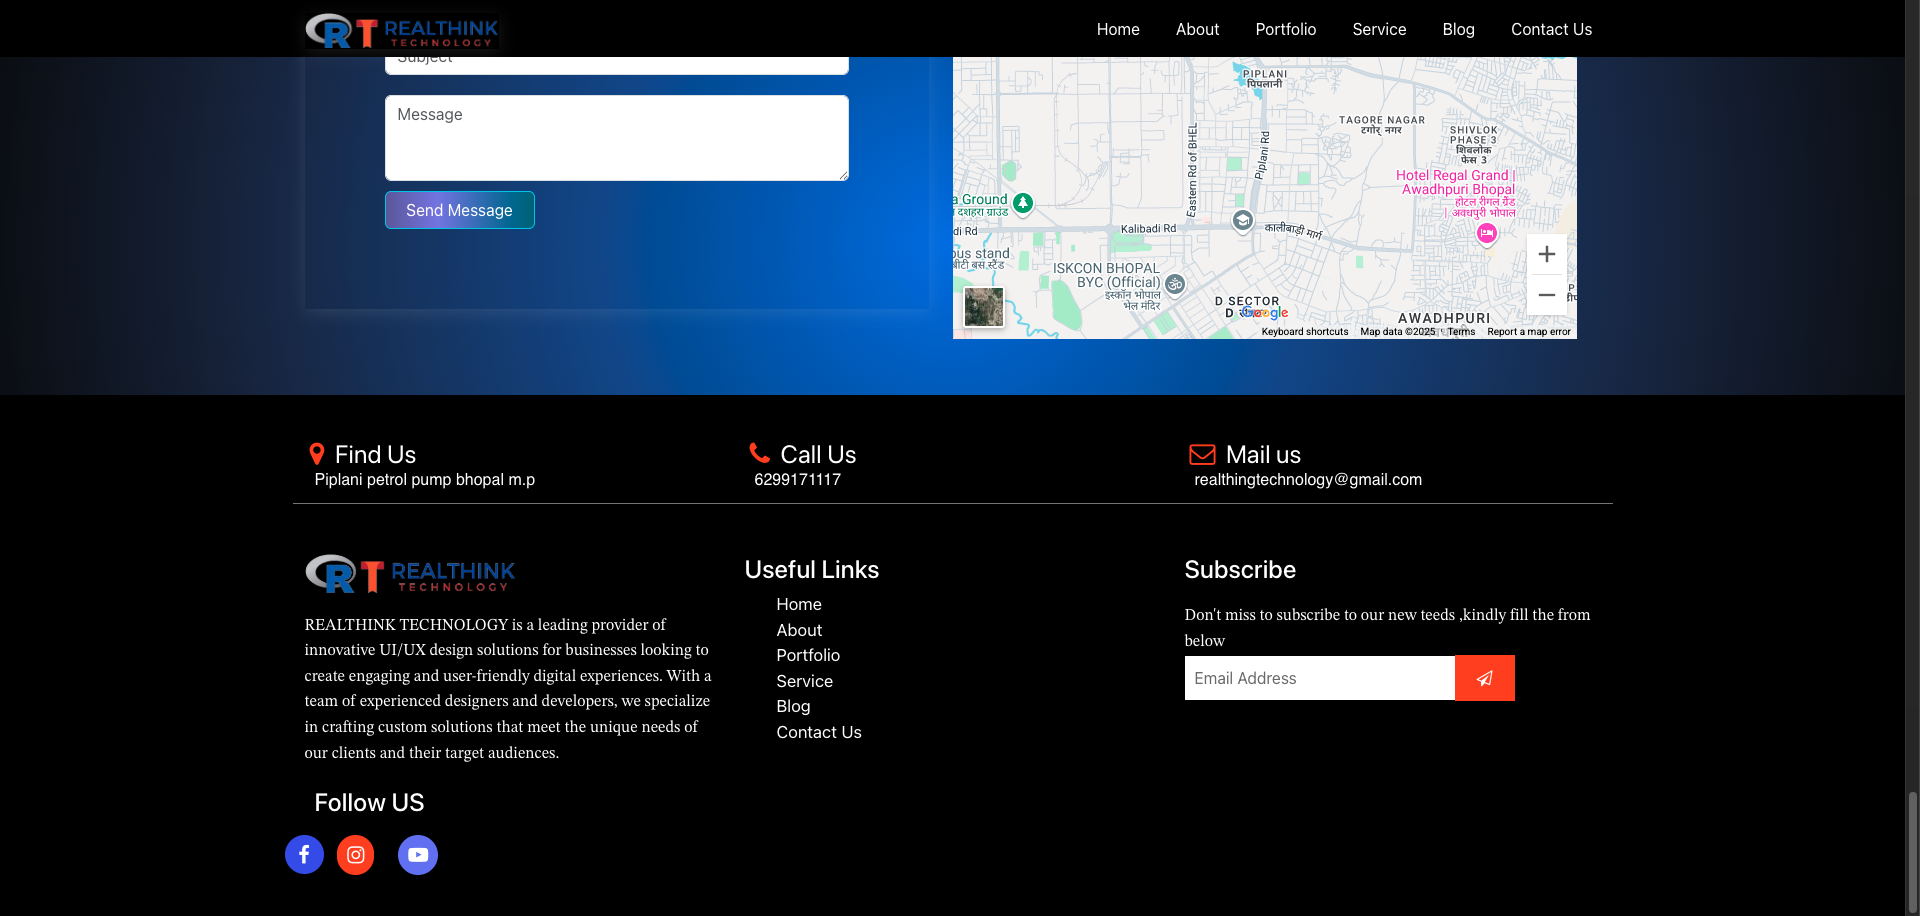 REALTHINK
TECHNOLOGY
Home About Portfolio Service Blog Contact Us
Subject
Message
Send Message
PIPLANI
पिपलानी
TAGORE NAGAR
टगोर् नगर
SHIVLOK
PHASE 3
शिवलोक
फेस 3
Hotel Regal Grand |
Awadhpuri Bhopal
होटल रीगल ग्रैंड
| अवधपुरी भोपाल
Eastern Rd of BHEL
Piplani Rd
a Ground
दशहरा ग्राउंड
di Rd
Kalibadi Rd
कालीबाड़ी मार्ग
bus stand
बीटी बस स्टैंड
ISKCON BHOPAL
BYC (Official)
इस्कॉन भोपाल
भेल मंदिर
D SECTOR
D
Google
AWADHPURI
Keyboard shortcuts Map data ©2025 Terms Report a map error
Find Us
Piplani petrol pump bhopal m.p
Call Us
6299171117
Mail us
realthingtechnology@gmail.com
REALTHINK
TECHNOLOGY
REALTHINK TECHNOLOGY is a leading provider of
innovative UI/UX design solutions for businesses looking to
create engaging and user-friendly digital experiences. With a
team of experienced designers and developers, we specialize
in crafting custom solutions that meet the unique needs of
our clients and their target audiences.
Follow US
Useful Links
Home
About
Portfolio
Service
Blog
Contact Us
Subscribe
Don't miss to subscribe to our new teeds ,kindly fill the from
below
Email Address